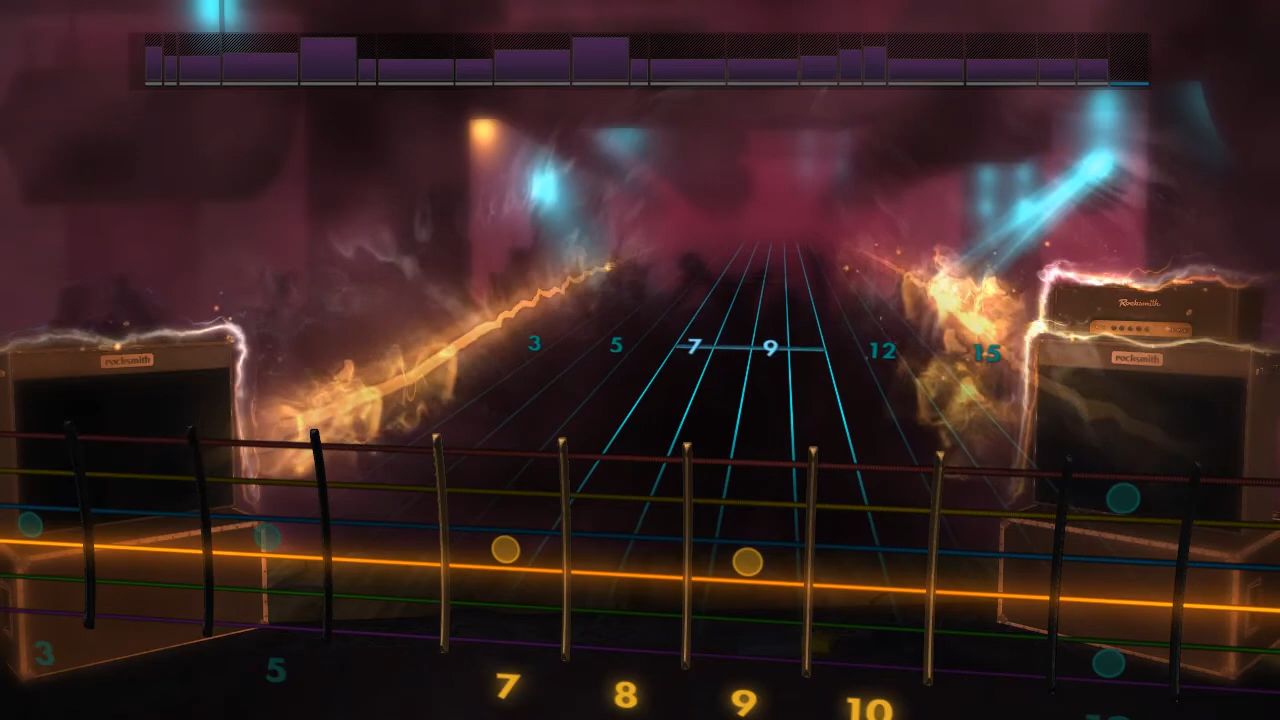 Rocksmith
3 5 7 9 12 15
rocksmith
rocksmith
3 5 7 8 9 10